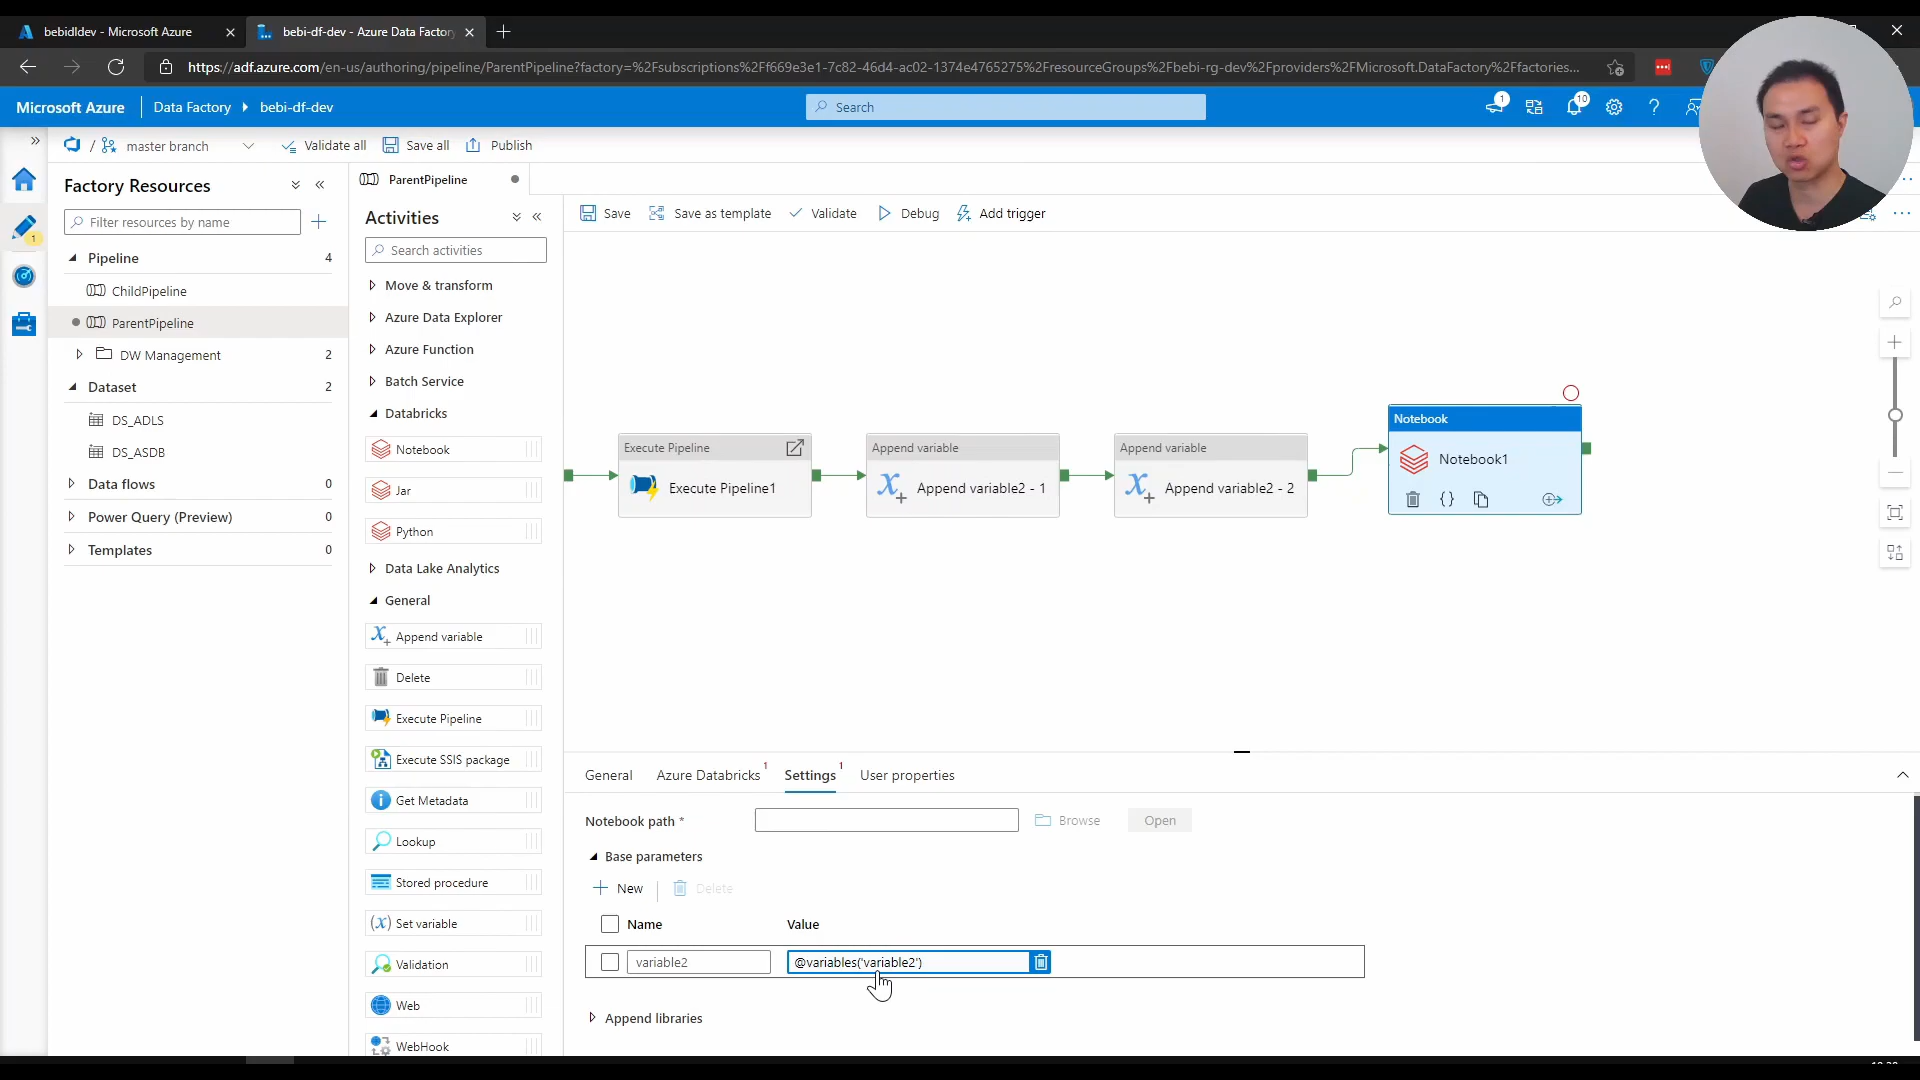 bebidldev - Microsoft Azure
bebi-df-dev - Azure Data Factory
https://adf.azure.com/en-us/authoring/pipeline/ParentPipeline?factory=%2Fsubscriptions%2Ff669e3e1-7c82-46d4-ac02-1374e4765275%2FresourceGroups%2Fbebi-rg-dev%2Fproviders%2FMicrosoft.DataFactory%2Ffactories...
Microsoft Azure
Data Factory
bebi-df-dev
Search
1
10
/
master branch
Validate all
Save all
Publish
Factory Resources
Filter resources by name
1
Pipeline 4
ChildPipeline
ParentPipeline
DW Management 2
Dataset 2
DS_ADLS
DS_ASDB
Data flows 0
Power Query (Preview) 0
Templates 0
ParentPipeline
Activities
Search activities
Move & transform
Azure Data Explorer
Azure Function
Batch Service
Databricks
Notebook
Jar
Python
Data Lake Analytics
General
Append variable
Delete
Execute Pipeline
Execute SSIS package
Get Metadata
Lookup
Stored procedure
Set variable
Validation
Web
WebHook
Save
Save as template
Validate
Debug
Add trigger
Execute Pipeline
Execute Pipeline1
Append variable
Append variable2 - 1
Append variable
Append variable2 - 2
Notebook
Notebook1
General
Azure Databricks 1
Settings 1
User properties
Notebook path *
Browse
Open
Base parameters
New
Delete
Name
Value
variable2
@variables('variable2')
Append libraries